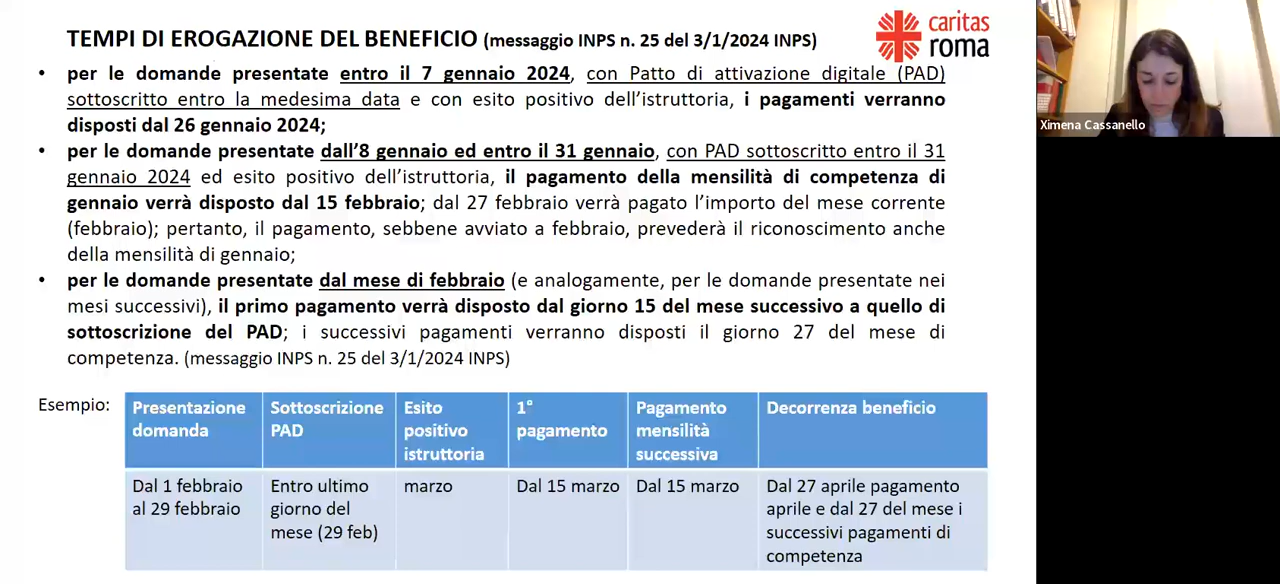 TEMPI DI EROGAZIONE DEL BENEFICIO (messaggio INPS n. 25 del 3/1/2024 INPS)
caritas
roma
• per le domande presentate entro il 7 gennaio 2024, con Patto di attivazione digitale (PAD)
sottoscritto entro la medesima data e con esito positivo dell'istruttoria, i pagamenti verranno
disposti dal 26 gennaio 2024;
• per le domande presentate dall'8 gennaio ed entro il 31 gennaio, con PAD sottoscritto entro il 31
gennaio 2024 ed esito positivo dell'istruttoria, il pagamento della mensilità di competenza di
gennaio verrà disposto dal 15 febbraio; dal 27 febbraio verrà pagato l'importo del mese corrente
(febbraio); pertanto, il pagamento, sebbene avviato a febbraio, prevederà il riconoscimento anche
della mensilità di gennaio;
• per le domande presentate dal mese di febbraio (e analogamente, per le domande presentate nei
mesi successivi), il primo pagamento verrà disposto dal giorno 15 del mese successivo a quello di
sottoscrizione del PAD; i successivi pagamenti verranno disposti il giorno 27 del mese di
competenza. (messaggio INPS n. 25 del 3/1/2024 INPS)
Esempio:
Presentazione
domanda
Sottoscrizione
PAD
Esito
positivo
istruttoria
1°
pagamento
Pagamento
mensilità
successiva
Decorrenza beneficio
Dal 1 febbraio
al 29 febbraio
Entro ultimo
giorno del
mese (29 feb)
marzo
Dal 15 marzo
Dal 15 marzo
Dal 27 aprile pagamento
aprile e dal 27 del mese i
successivi pagamenti di
competenza
Ximena Cassanello